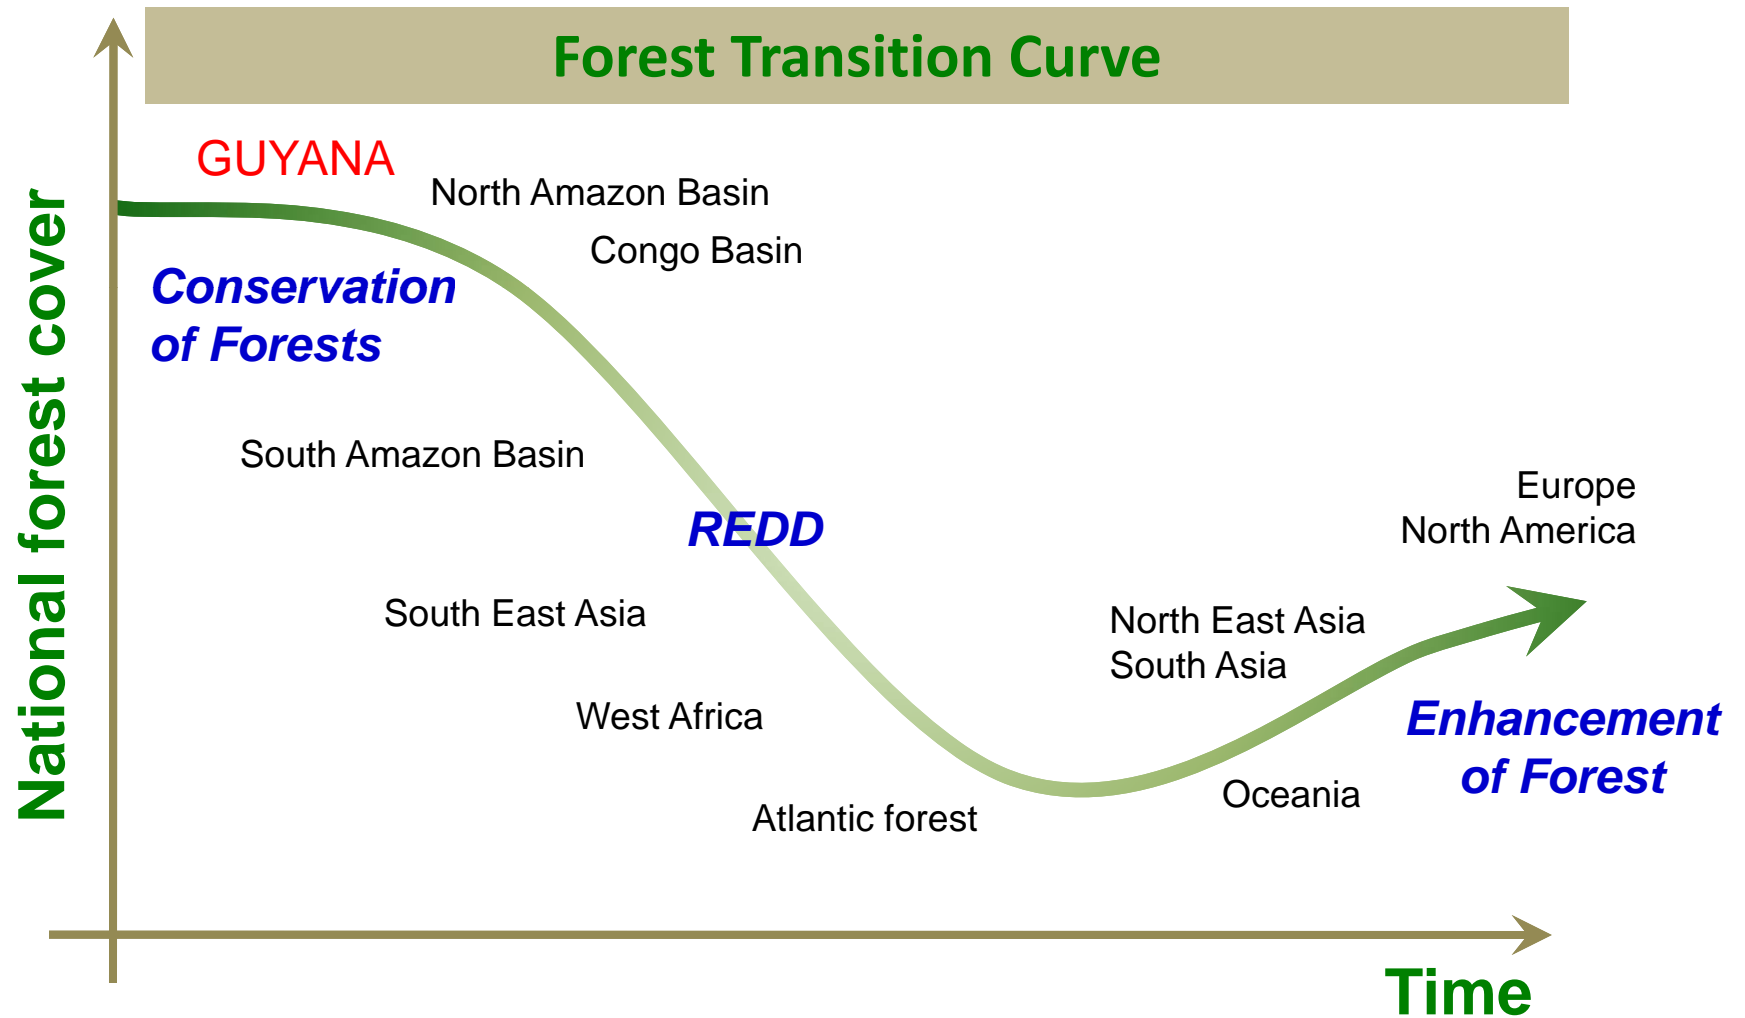 Forest Transition Curve
GUYANA
North Amazon Basin
Congo Basin
Conservation
of Forests
National forest cover
South Amazon Basin
REDD
Europe
North America
South East Asia
North East Asia
South Asia
West Africa
Enhancement
of Forest
Oceania
Atlantic forest
Time